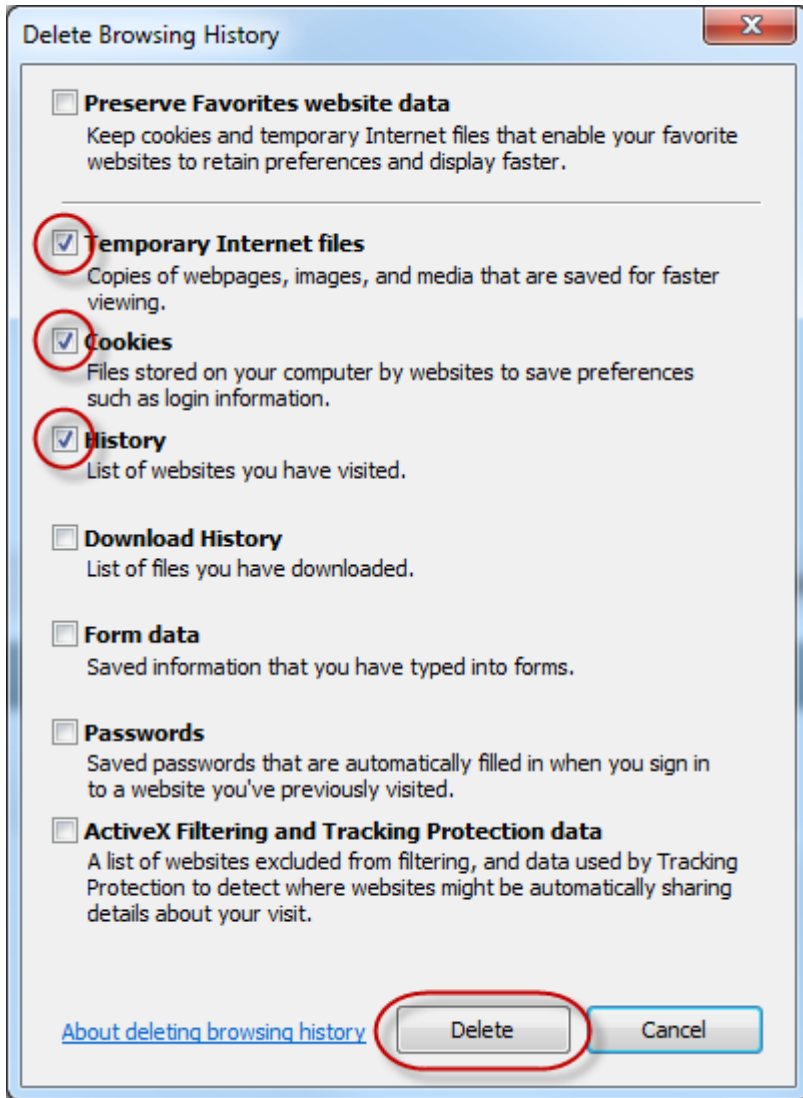 Delete Browsing History
Preserve Favorites website data
Keep cookies and temporary Internet files that enable your favorite
websites to retain preferences and display faster.
Temporary Internet files
Copies of webpages, images, and media that are saved for faster
viewing.
Cookies
Files stored on your computer by websites to save preferences
such as login information.
History
List of websites you have visited.
Download History
List of files you have downloaded.
Form data
Saved information that you have typed into forms.
Passwords
Saved passwords that are automatically filled in when you sign in
to a website you've previously visited.
ActiveX Filtering and Tracking Protection data
A list of websites excluded from filtering, and data used by Tracking
Protection to detect where websites might be automatically sharing
details about your visit.
About deleting browsing history Delete Cancel